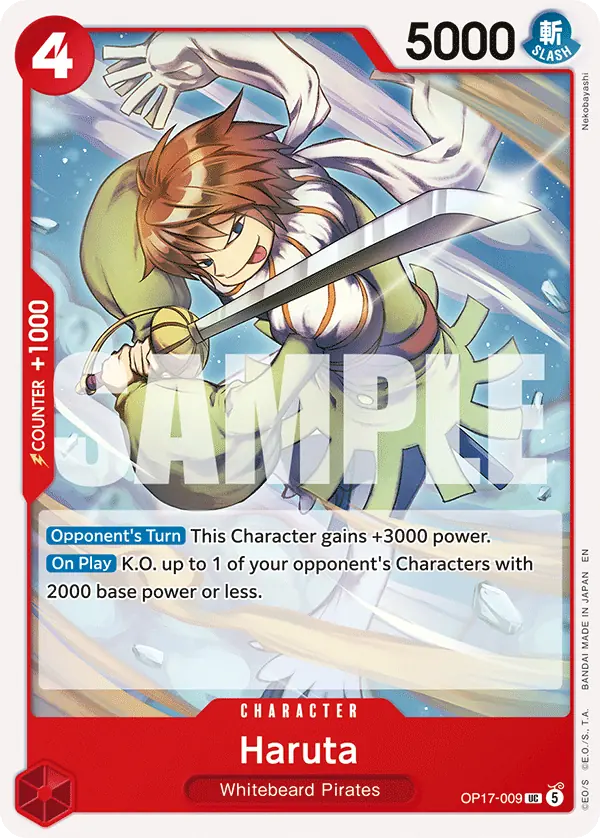 4
5000
斬
SLASH
Nekobayashi
COUNTER +1000
SAMPLE
Opponent's Turn This Character gains +3000 power.
On Play K.O. up to 1 of your opponent's Characters with
2000 base power or less.
CHARACTER
Haruta
Whitebeard Pirates
OP17-009 UC 5
©EO/S ©E.O./S., T.A. BANDAI MADE IN JAPAN EN